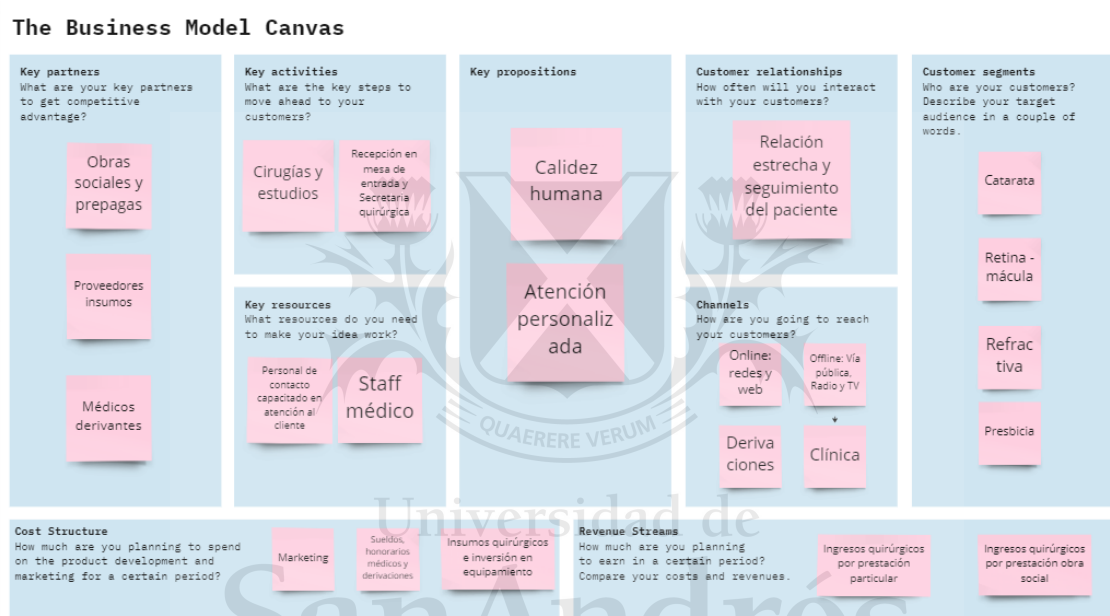 The Business Model Canvas
Key partners
What are your key partners
to get competitive
advantage?
Obras
sociales y
prepagas
Proveedores
insumos
Médicos
derivantes
Key activities
What are the key steps to
move ahead to your
customers?
Cirugías y
estudios
Recepción en
mesa de
entrada y
Secretaria
quirúrgica
Key resources
What resources do you need
to make your idea work?
Personal de
contacto
capacitado en
atención al
cliente
Staff
médico
Key propositions
Calidez
humana
Atención
personaliz
ada
Customer relationships
How often will you interact
with your customers?
Relación
estrecha y
seguimiento
del paciente
Channels
How are you going to reach
your customers?
Online:
redes y
web
Offline: Vía
pública,
Radio y TV
Deriva
ciones
Clínica
Customer segments
Who are your customers?
Describe your target
audience in a couple of
words.
Catarata
Retina -
mácula
Refrac
tiva
Presbicia
Cost Structure
How much are you planning to spend
on the product development and
marketing for a certain period?
Marketing
Sueldos,
honorarios
médicos y
derivaciones
Insumos quirúrgicos
e inversión en
equipamiento
Revenue Streams
How much are you planning
to earn in a certain period?
Compare your costs and revenues.
Ingresos quirúrgicos
por prestación
particular
Ingresos quirúrgicos
por prestación obra
social
QUAERERE VERUM
Universidad de
SanAndrés